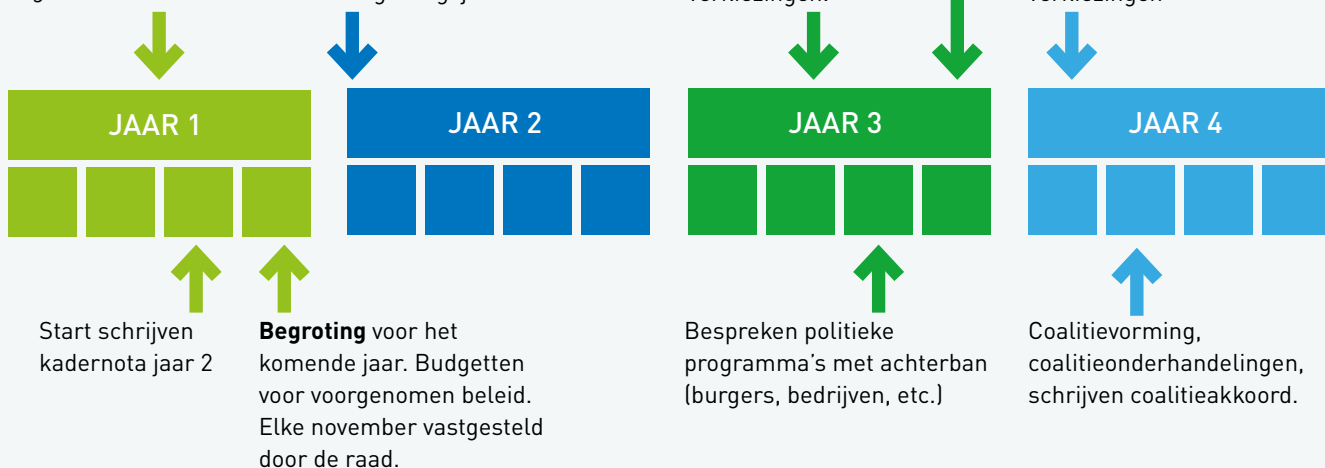 JAAR 1
JAAR 2
JAAR 3
JAAR 4
Start schrijven
kadernota jaar 2
Begroting voor het
komende jaar. Budgetten
voor voorgenomen beleid.
Elke november vastgesteld
door de raad.
Bespreken politieke
programma’s met achterban
(burgers, bedrijven, etc.)
Coalitievorming,
coalitieonderhandelingen,
schrijven coalitieakkoord.